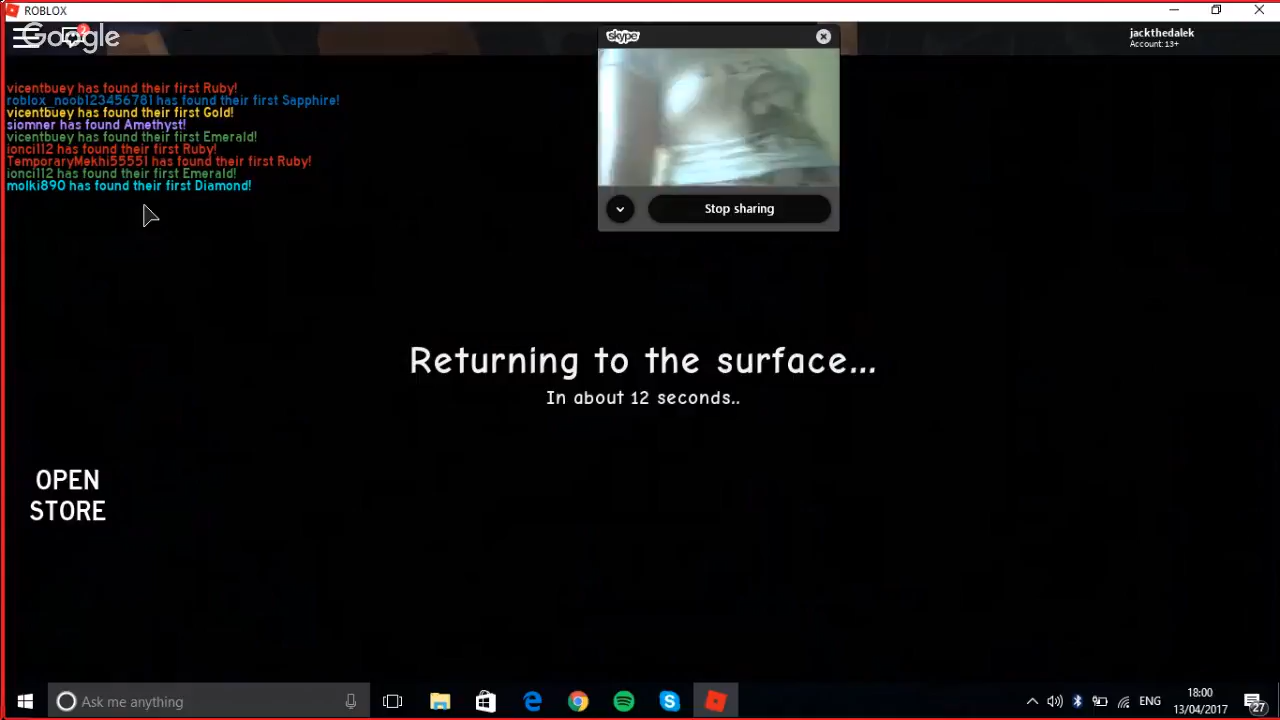 ROBLOX
Google
2
skype
jackthedalek
Account: 13+
vicentbuey has found their first Ruby!
roblox_noob123456781 has found their first Sapphire!
vicentbuey has found their first Gold!
siomner has found Amethyst!
vicentbuey has found their first Emerald!
ionci112 has found their first Ruby!
TemporaryMekhi55551 has found their first Ruby!
ionci112 has found their first Emerald!
molki890 has found their first Diamond!
Stop sharing
Returning to the surface...
In about 12 seconds..
OPEN
STORE
Ask me anything
ENG
18:00
13/04/2017
27